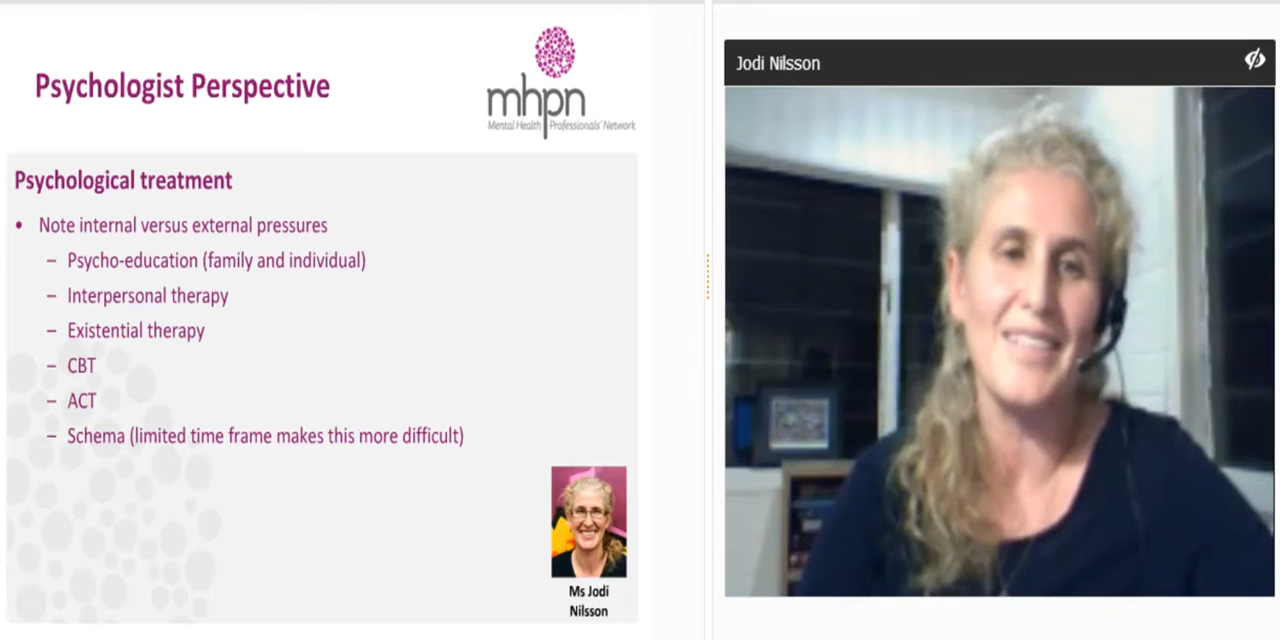 Psychologist Perspective
mhpn
Mental Health Professionals' Network
Psychological treatment
• Note internal versus external pressures
– Psycho-education (family and individual)
– Interpersonal therapy
– Existential therapy
– CBT
– ACT
– Schema (limited time frame makes this more difficult)
Ms Jodi
Nilsson
Jodi Nilsson